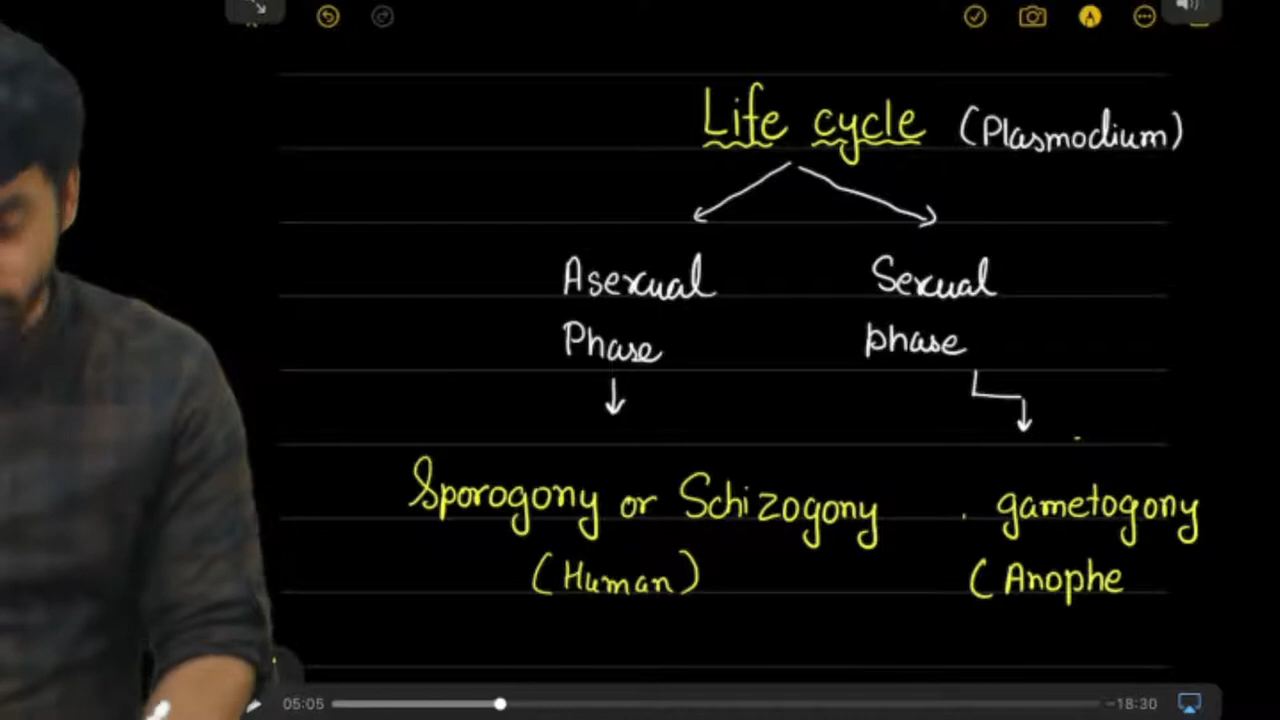 Life cycle (Plasmodium)
Asexual Sexual
Phase phase
Sporogony or Schizogony gametogony
(Human) (Anophe
05:05 -18:30